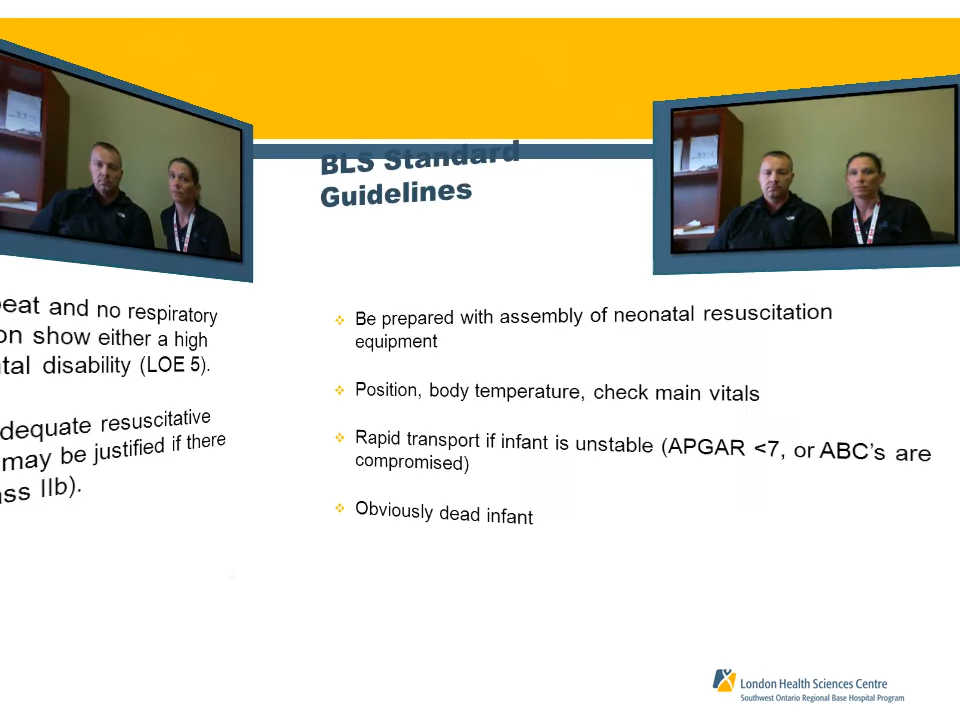 BLS Standard
Guidelines
eat and no respiratory
on show either a high
tal disability (LOE 5).
dequate resuscitative
may be justified if there
ss IIb).
Be prepared with assembly of neonatal resuscitation
equipment
Position, body temperature, check main vitals
Rapid transport if infant is unstable (APGAR <7, or ABC's are
compromised)
Obviously dead infant
London Health Sciences Centre
Southwest Ontario Regional Base Hospital Program